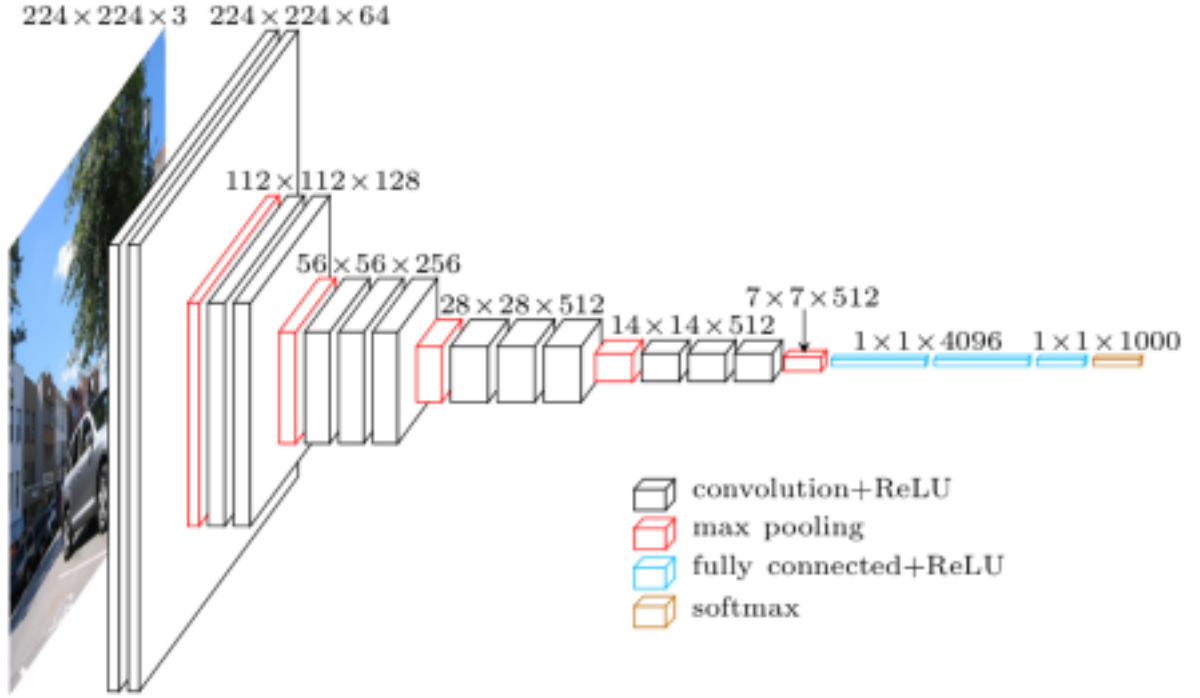 224×224×3
224×224×64
112×112×128
56×56×256
28×28×512
14×14×512
7×7×512
1×1×4096
1×1×1000
convolution+ReLU
max pooling
fully connected+ReLU
softmax